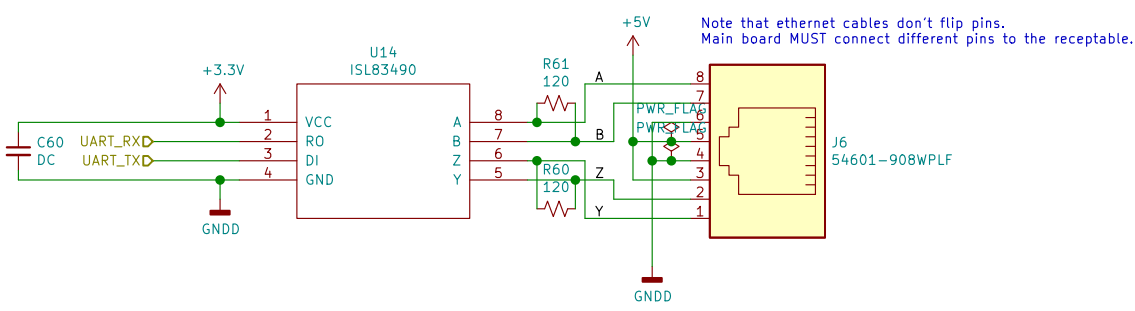 Note that ethernet cables don't flip pins.
Main board MUST connect different pins to the receptable.
+5V
U14
ISL83490
R61
120
A
+3.3V
8
7
PWR_FLAG
6
PWR_FLAG
5
4
3
2
1
J6
54601-908WPLF
1
VCC
A
8
C60
DC
UART_RX
2
RO
B
7
B
UART_TX
3
DI
Z
6
4
GND
Y
5
R60
120
Z
Y
GNDD
GNDD